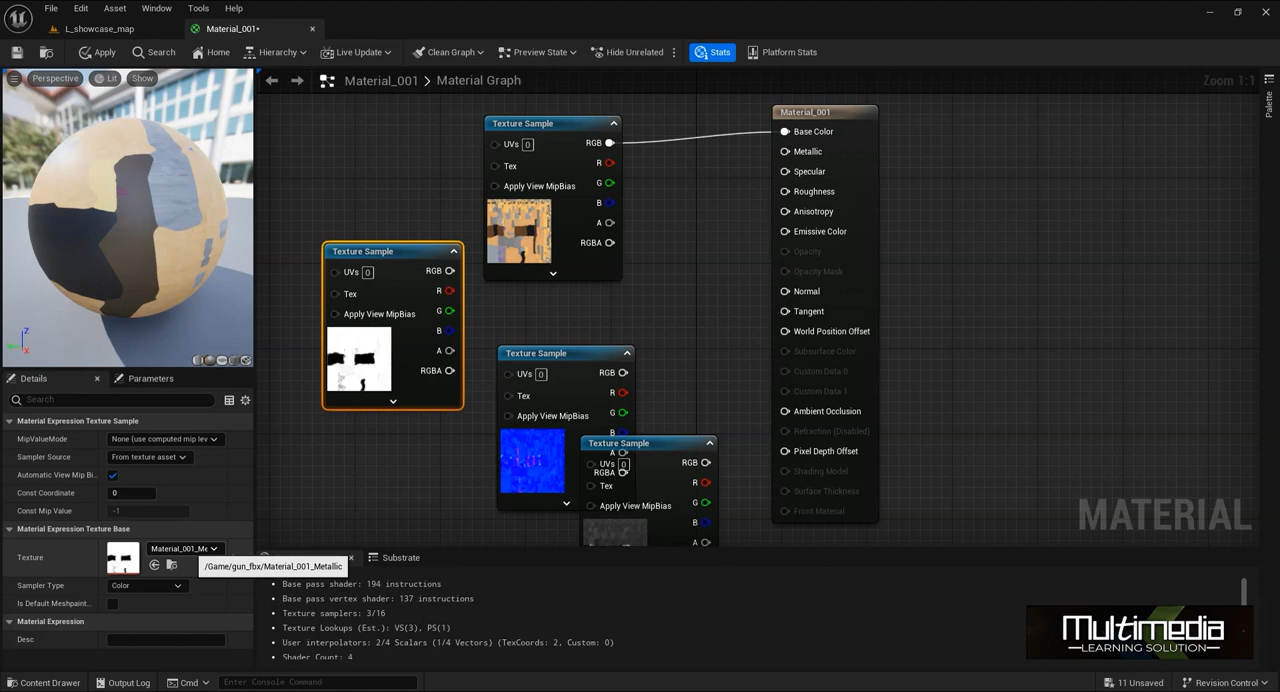 File Edit Asset Window Tools Help
L_showcase_map
Material_001*
Apply Search Home Hierarchy Live Update Clean Graph Preview State Hide Unrelated Stats Platform Stats
Perspective Lit Show
Material_001 > Material Graph
Zoom 1:1
Palette
Texture Sample
UVs 0 RGB
R
Tex
G
Apply View MipBias
B
A
RGBA
Material_001
Base Color
Metallic
Specular
Roughness
Anisotropy
Emissive Color
Opacity
Opacity Mask
Normal
Tangent
World Position Offset
Subsurface Color
Custom Data 0
Custom Data 1
Ambient Occlusion
Refraction (Disabled)
Pixel Depth Offset
Shading Model
Surface Thickness
Front Material
Texture Sample
UVs 0 RGB
R
Tex
G
Apply View MipBias
B
A
RGBA
Texture Sample
UVs 0 RGB
R
Tex
G
Apply View MipBias
B
A
RGBA
Texture Sample
UVs 0 RGB
R
Tex
G
Apply View MipBias
B
A
MATERIAL
Z
X
Details Parameters
Search
Material Expression Texture Sample
MipValueMode None (use computed mip lev
Sampler Source From texture asset
Automatic View Mip Bi...
Const Coordinate 0
Const Mip Value -1
Material Expression Texture Base
Texture Material_001_Me
/Game/gun_fbx/Material_001_Metallic
Sampler Type Color
Is Default Meshpaint...
Material Expression
Desc
Substrate
Base pass shader: 194 instructions
Base pass vertex shader: 137 instructions
Texture samplers: 3/16
Texture Lookups (Est.): VS(3), PS(1)
User interpolators: 2/4 Scalars (1/4 Vectors) (TexCoords: 2, Custom: 0)
Shader Count: 4
Multimedia
—LEARNING SOLUTION—
Content Drawer Output Log Cmd Enter Console Command 11 Unsaved Revision Control